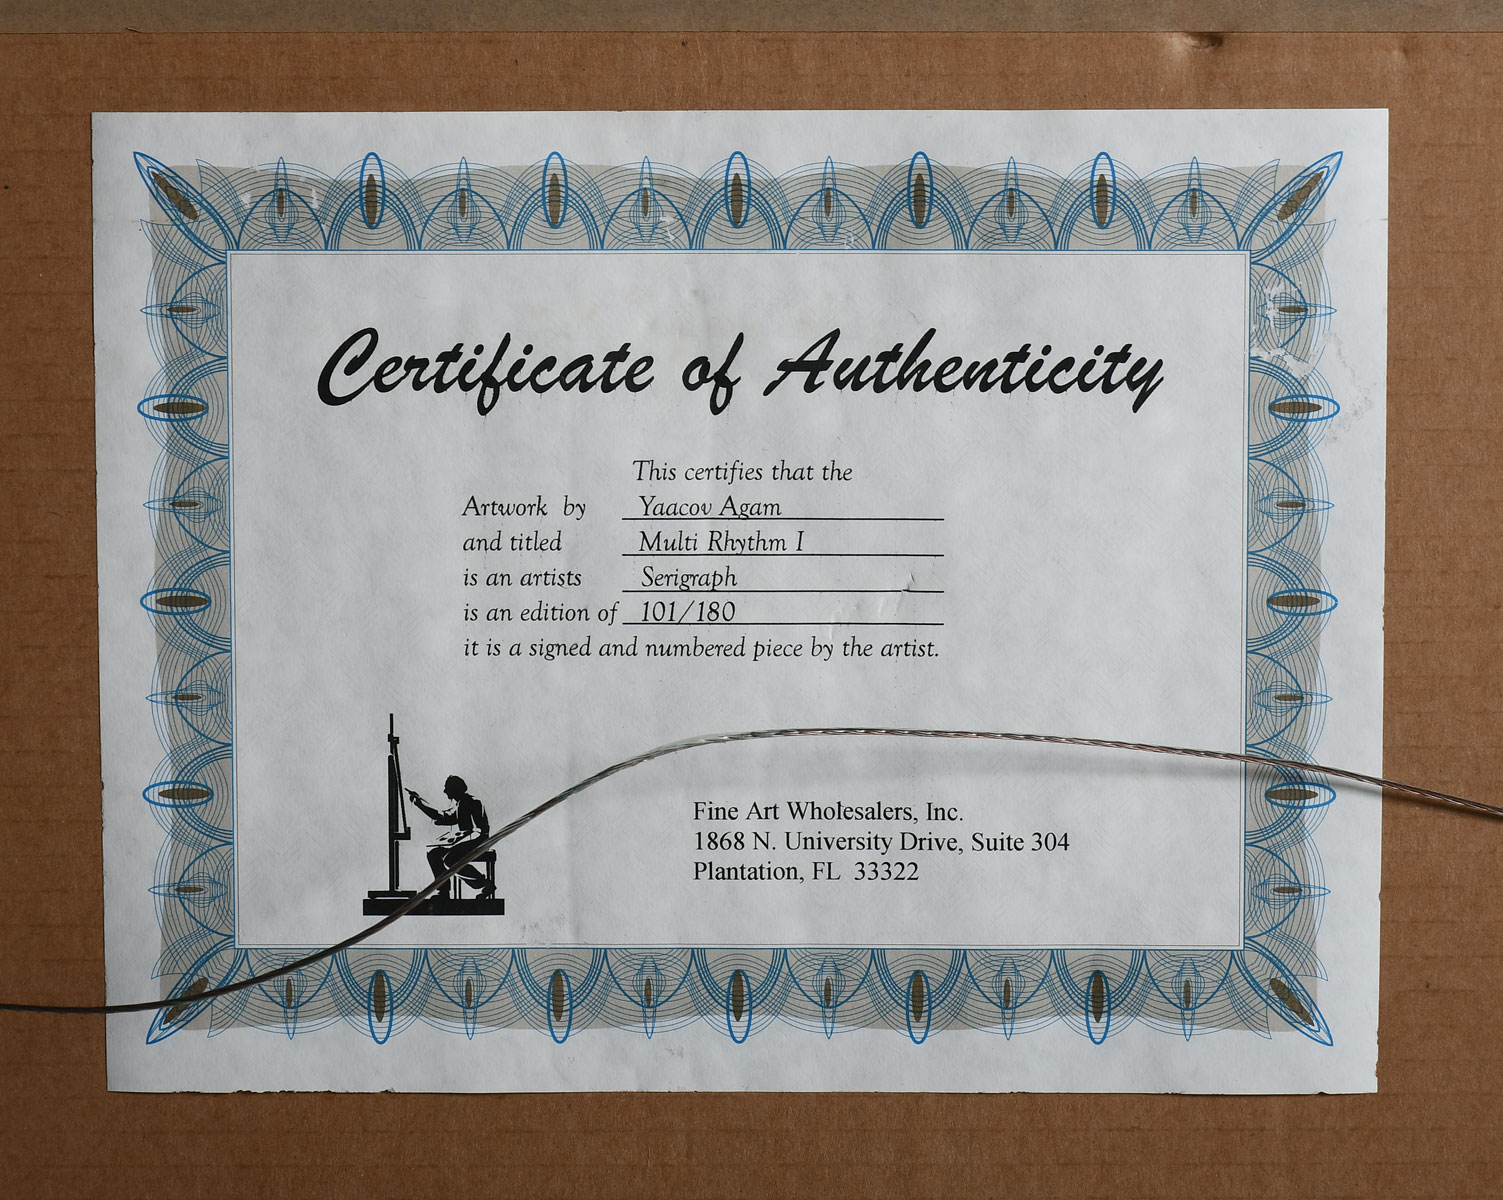 Certificate of Authenticity
This certifies that the
Artwork by Yaacov Agam
and titled Multi Rhythm I
is an artists Serigraph
is an edition of 101/180
it is a signed and numbered piece by the artist.
Fine Art Wholesalers, Inc.
1868 N. University Drive, Suite 304
Plantation, FL 33322